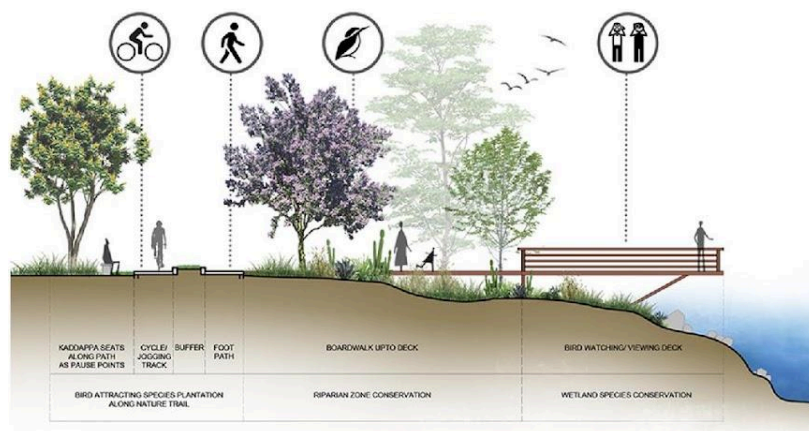 KADDAPPA SEATS
ALONG PATH
AS PAUSE POINTS
CYCLE/
JOGGING
TRACK
BUFFER
FOOT
PATH
BOARDWALK UPTO DECK
BIRD WATCHING/ VIEWING DECK
BIRD ATTRACTING SPECIES PLANTATION
ALONG NATURE TRAIL
RIPARIAN ZONE CONSERVATION
WETLAND SPECIES CONSERVATION